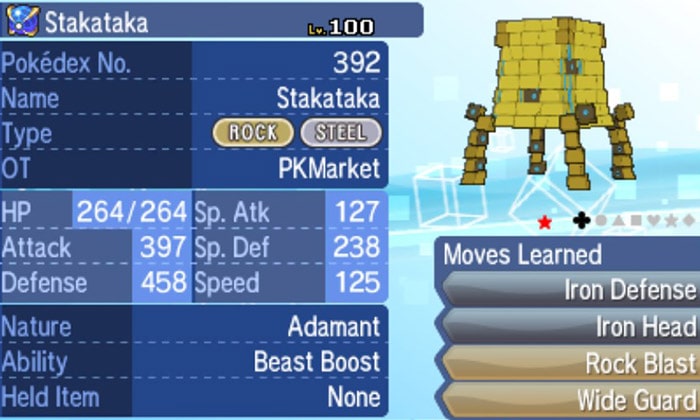 Stakataka Lv.100
Pokédex No. 392
Name Stakataka
Type ROCK STEEL
OT PKMarket
HP 264/264 Sp. Atk 127
Attack 397 Sp. Def 238
Defense 458 Speed 125
Nature Adamant
Ability Beast Boost
Held Item None
Moves Learned
Iron Defense
Iron Head
Rock Blast
Wide Guard